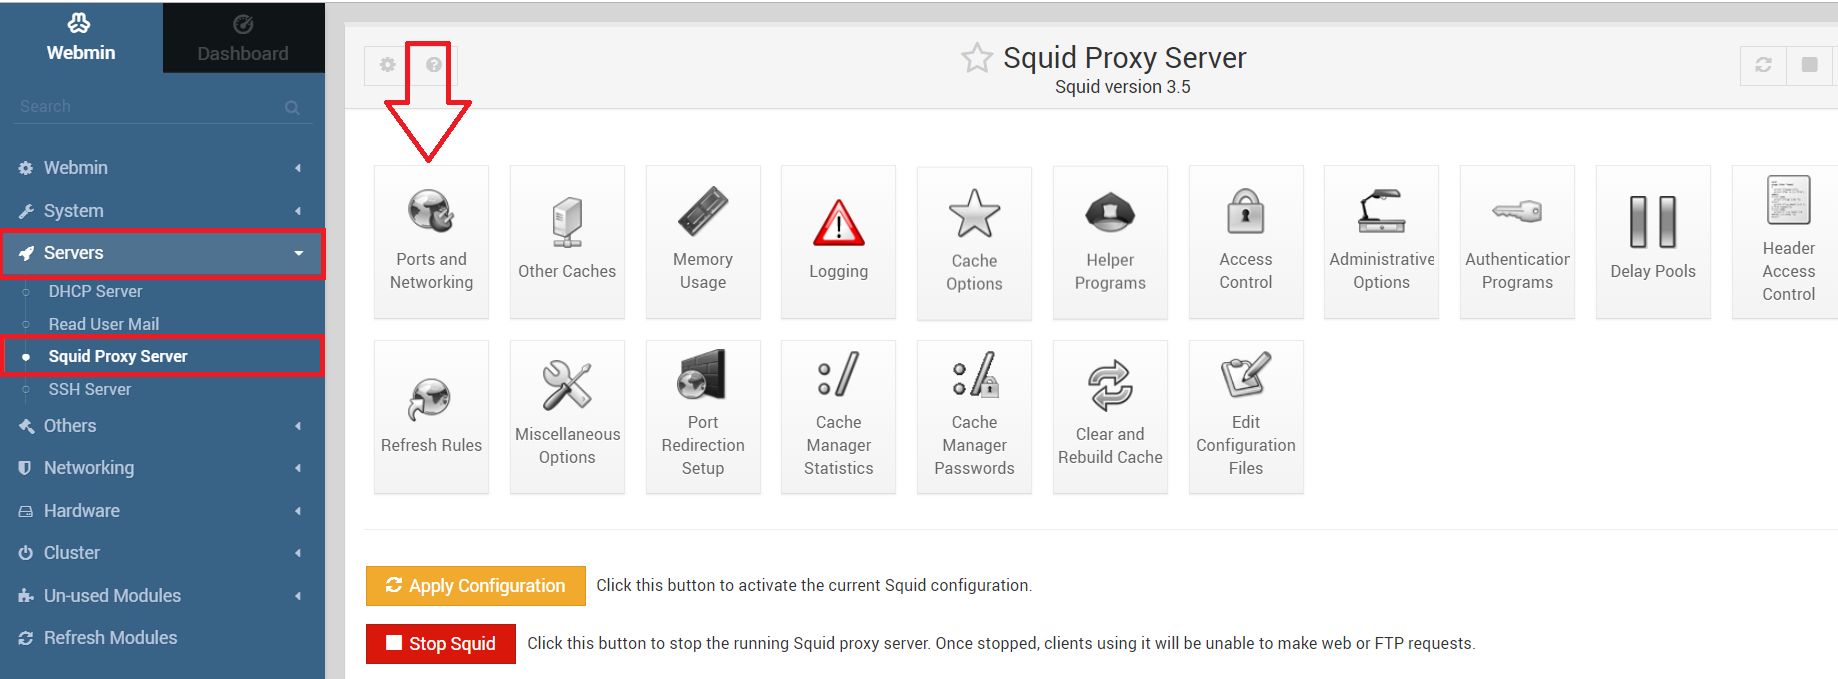 Webmin
Dashboard
Search
Webmin
System
Servers
DHCP Server
Read User Mail
Squid Proxy Server
SSH Server
Others
Networking
Hardware
Cluster
Un-used Modules
Refresh Modules
Squid Proxy Server
Squid version 3.5
Ports and
Networking
Other Caches
Memory
Usage
Logging
Cache
Options
Helper
Programs
Access
Control
Administrative
Options
Authentication
Programs
Delay Pools
Header
Access
Control
Refresh Rules
Miscellaneous
Options
Port
Redirection
Setup
Cache
Manager
Statistics
Cache
Manager
Passwords
Clear and
Rebuild Cache
Edit
Configuration
Files
Apply Configuration
Click this button to activate the current Squid configuration.
Stop Squid
Click this button to stop the running Squid proxy server. Once stopped, clients using it will be unable to make web or FTP requests.